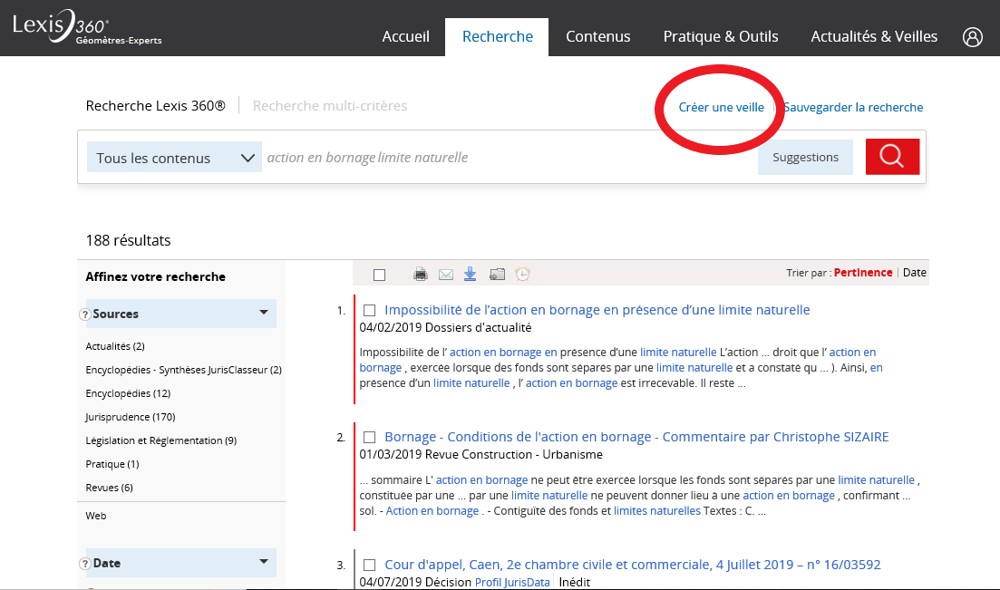 Lexis 360®
Géomètres-Experts
Accueil Recherche Contenus Pratique & Outils Actualités & Veilles
Recherche Lexis 360® Recherche multi-critères Créer une veille Sauvegarder la recherche
Tous les contenus action en bornage limite naturelle Suggestions
188 résultats
Affinez votre recherche
? Sources
Actualités (2)
Encyclopédies - Synthèses JurisClasseur (2)
Encyclopédies (12)
Jurisprudence (170)
Législation et Réglementation (9)
Pratique (1)
Revues (6)
Web
? Date
Trier par : Pertinence | Date
1. Impossibilité de l’action en bornage en présence d’une limite naturelle
04/02/2019 Dossiers d'actualité
Impossibilité de l’ action en bornage en présence d’une limite naturelle L’action ... droit que l’ action en
bornage , exercée lorsque des fonds sont séparés par une limite naturelle et a constaté qu ... ). Ainsi, en
présence d’un limite naturelle , l’ action en bornage est irrecevable. Il reste ...
2. Bornage - Conditions de l'action en bornage - Commentaire par Christophe SIZAIRE
01/03/2019 Revue Construction - Urbanisme
... sommaire L' action en bornage ne peut être exercée lorsque les fonds sont séparés par une limite naturelle ,
constituée par une ... par une limite naturelle ne peuvent donner lieu à une action en bornage , confirmant ...
sol. - Action en bornage . - Contiguïté des fonds et limites naturelles Textes : C. ...
3. Cour d'appel, Caen, 2e chambre civile et commerciale, 4 Juillet 2019 – n° 16/03592
04/07/2019 Décision Profil JurisData Inédit